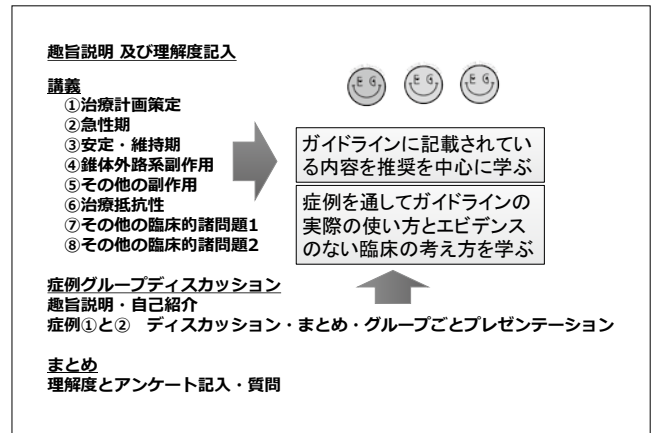 趣旨説明 及び理解度記入
講義
①治療計画策定
②急性期
③安定・維持期
④錐体外路系副作用
⑤その他の副作用
⑥治療抵抗性
⑦その他の臨床的諸問題1
⑧その他の臨床的諸問題2
E G
E G
E G
ガイドラインに記載されてい
る内容を推奨を中心に学ぶ
症例を通してガイドラインの
実際の使い方とエビデンス
のない臨床の考え方を学ぶ
症例グループディスカッション
趣旨説明・自己紹介
症例①と② ディスカッション・まとめ・グループごとプレゼンテーション
まとめ
理解度とアンケート記入・質問